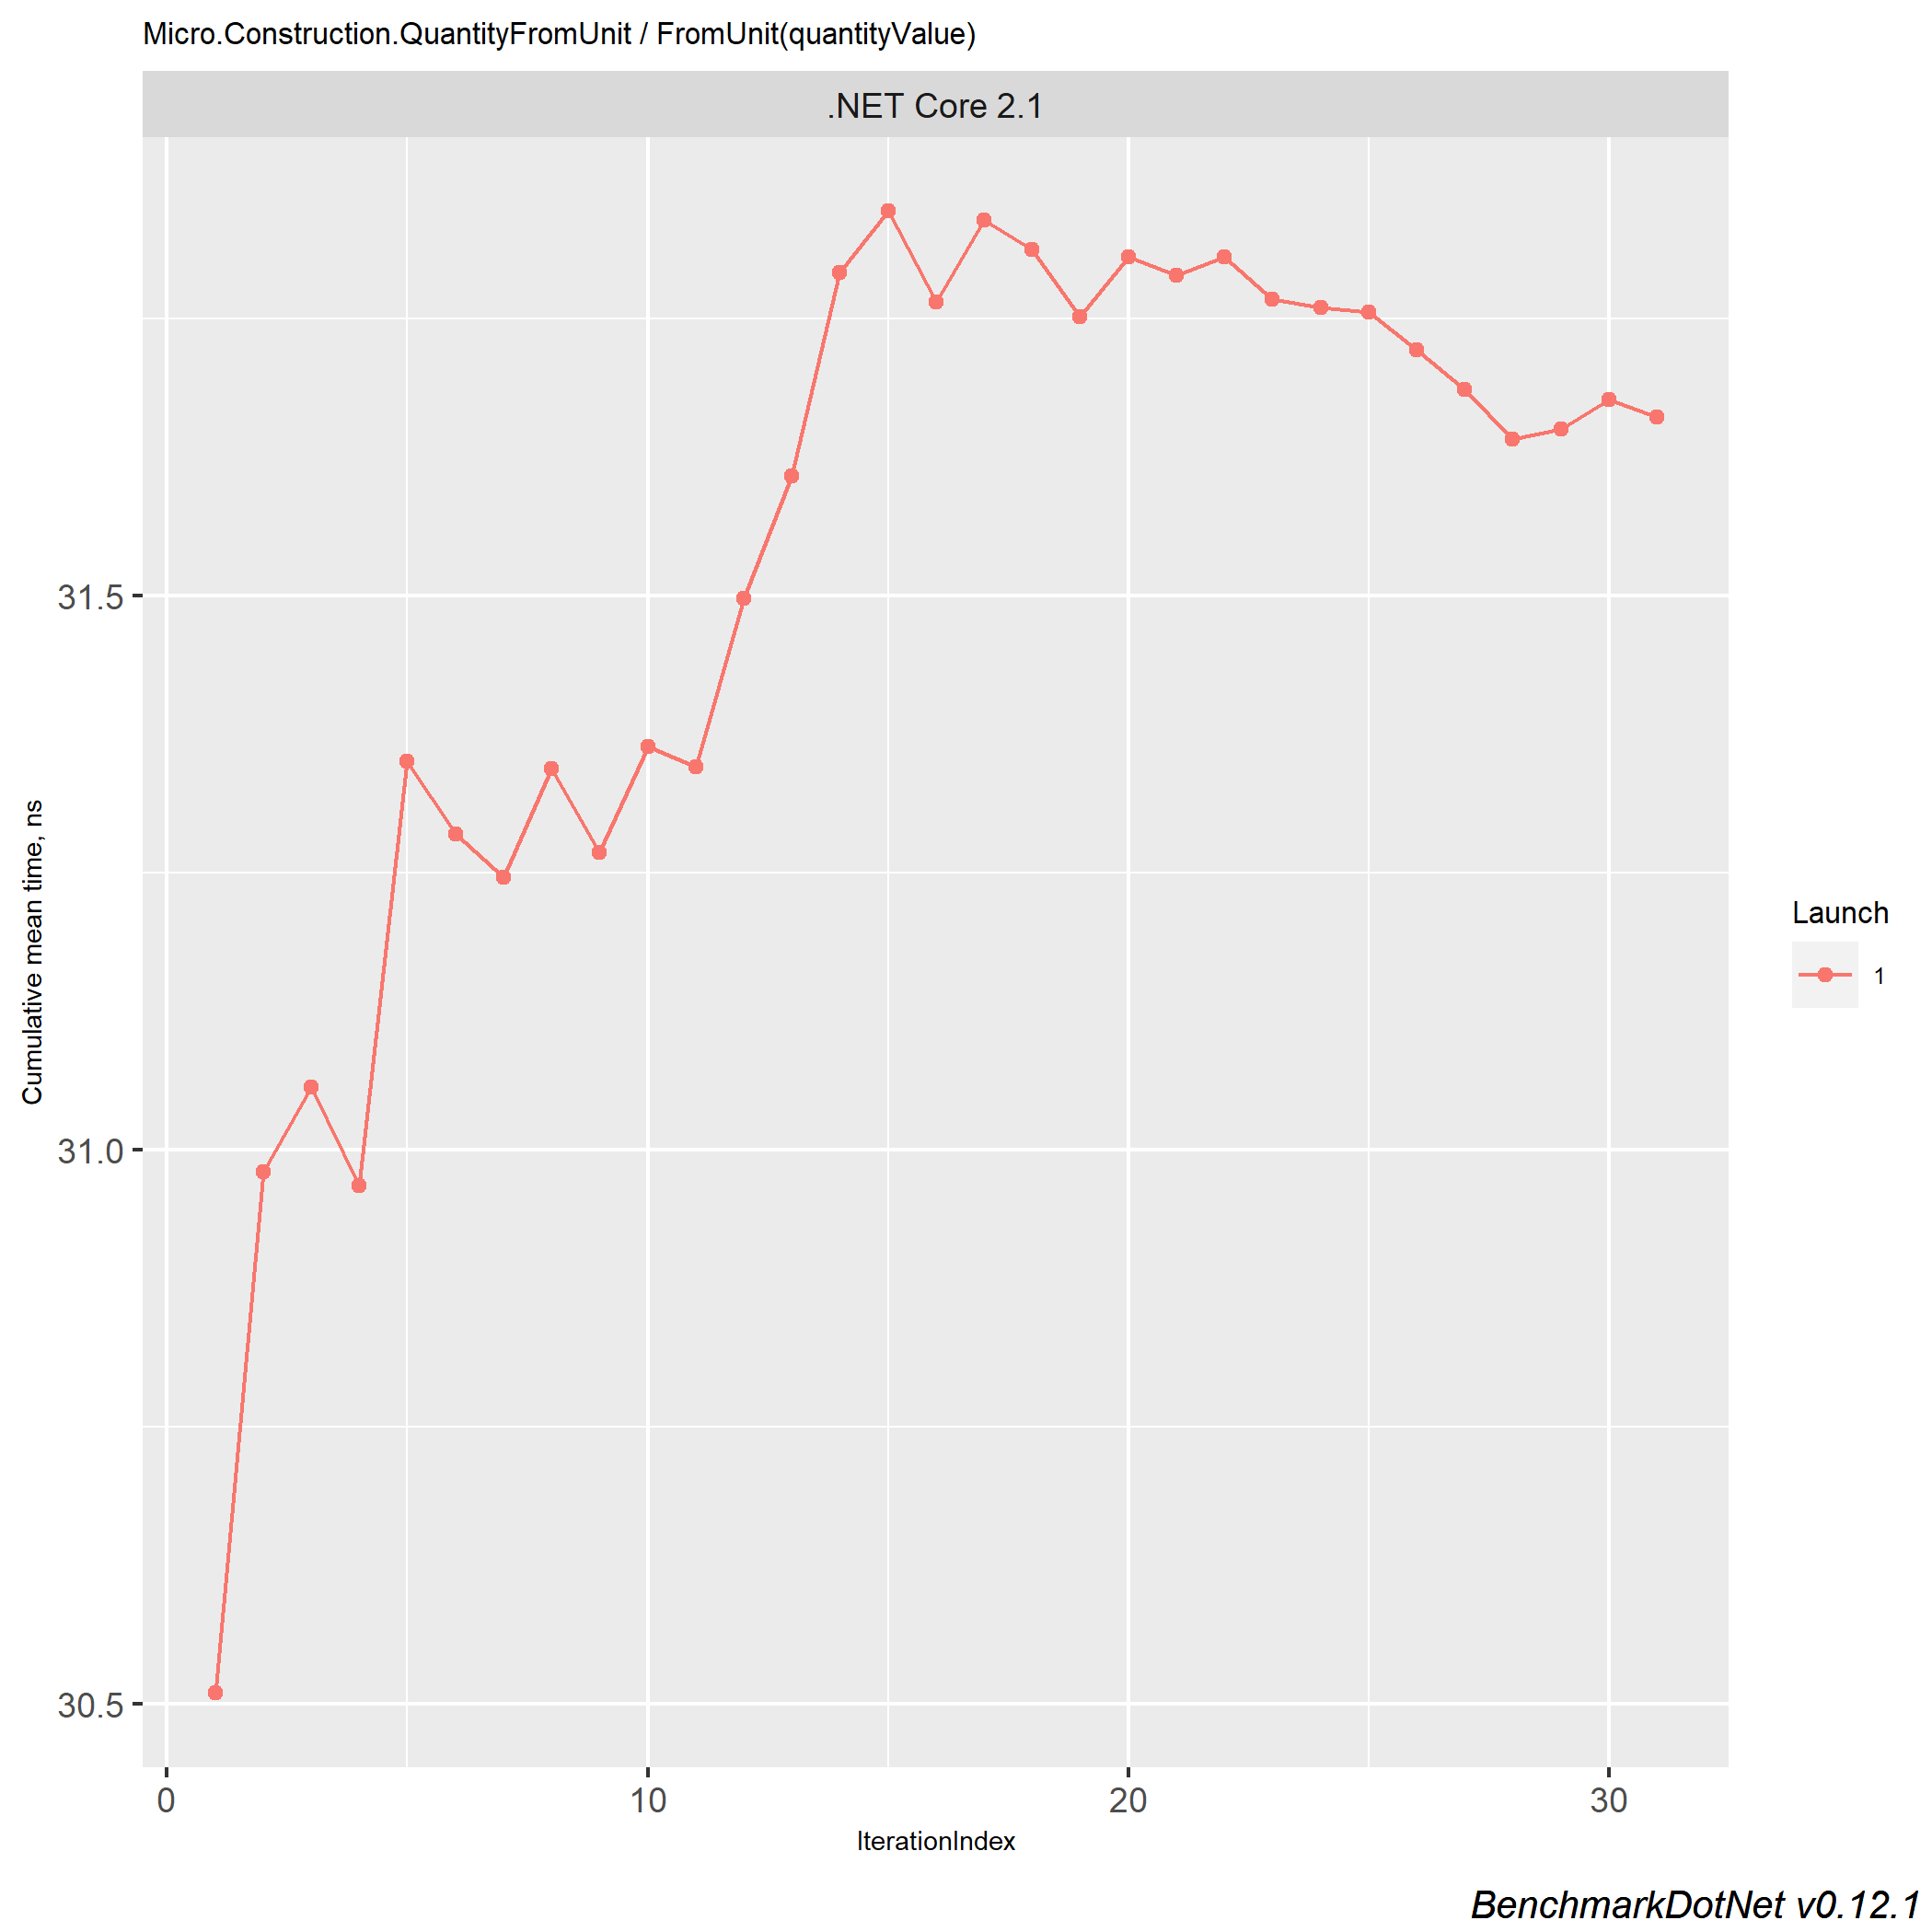 Micro.Construction.QuantityFromUnit / FromUnit(quantityValue)
.NET Core 2.1
Cumulative mean time, ns
31.5
31.0
30.5
0 10 20 30
IterationIndex
Launch
1
BenchmarkDotNet v0.12.1